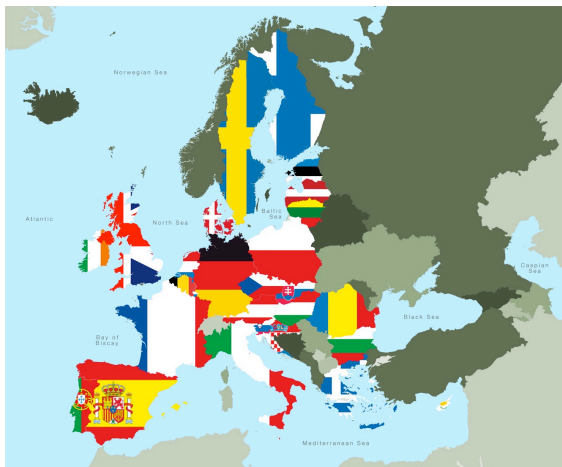 Norwegian Sea
Atlantic
North Sea
Baltic
Sea
Caspian
Sea
Black Sea
Bay of
Biscay
Mediterranean Sea